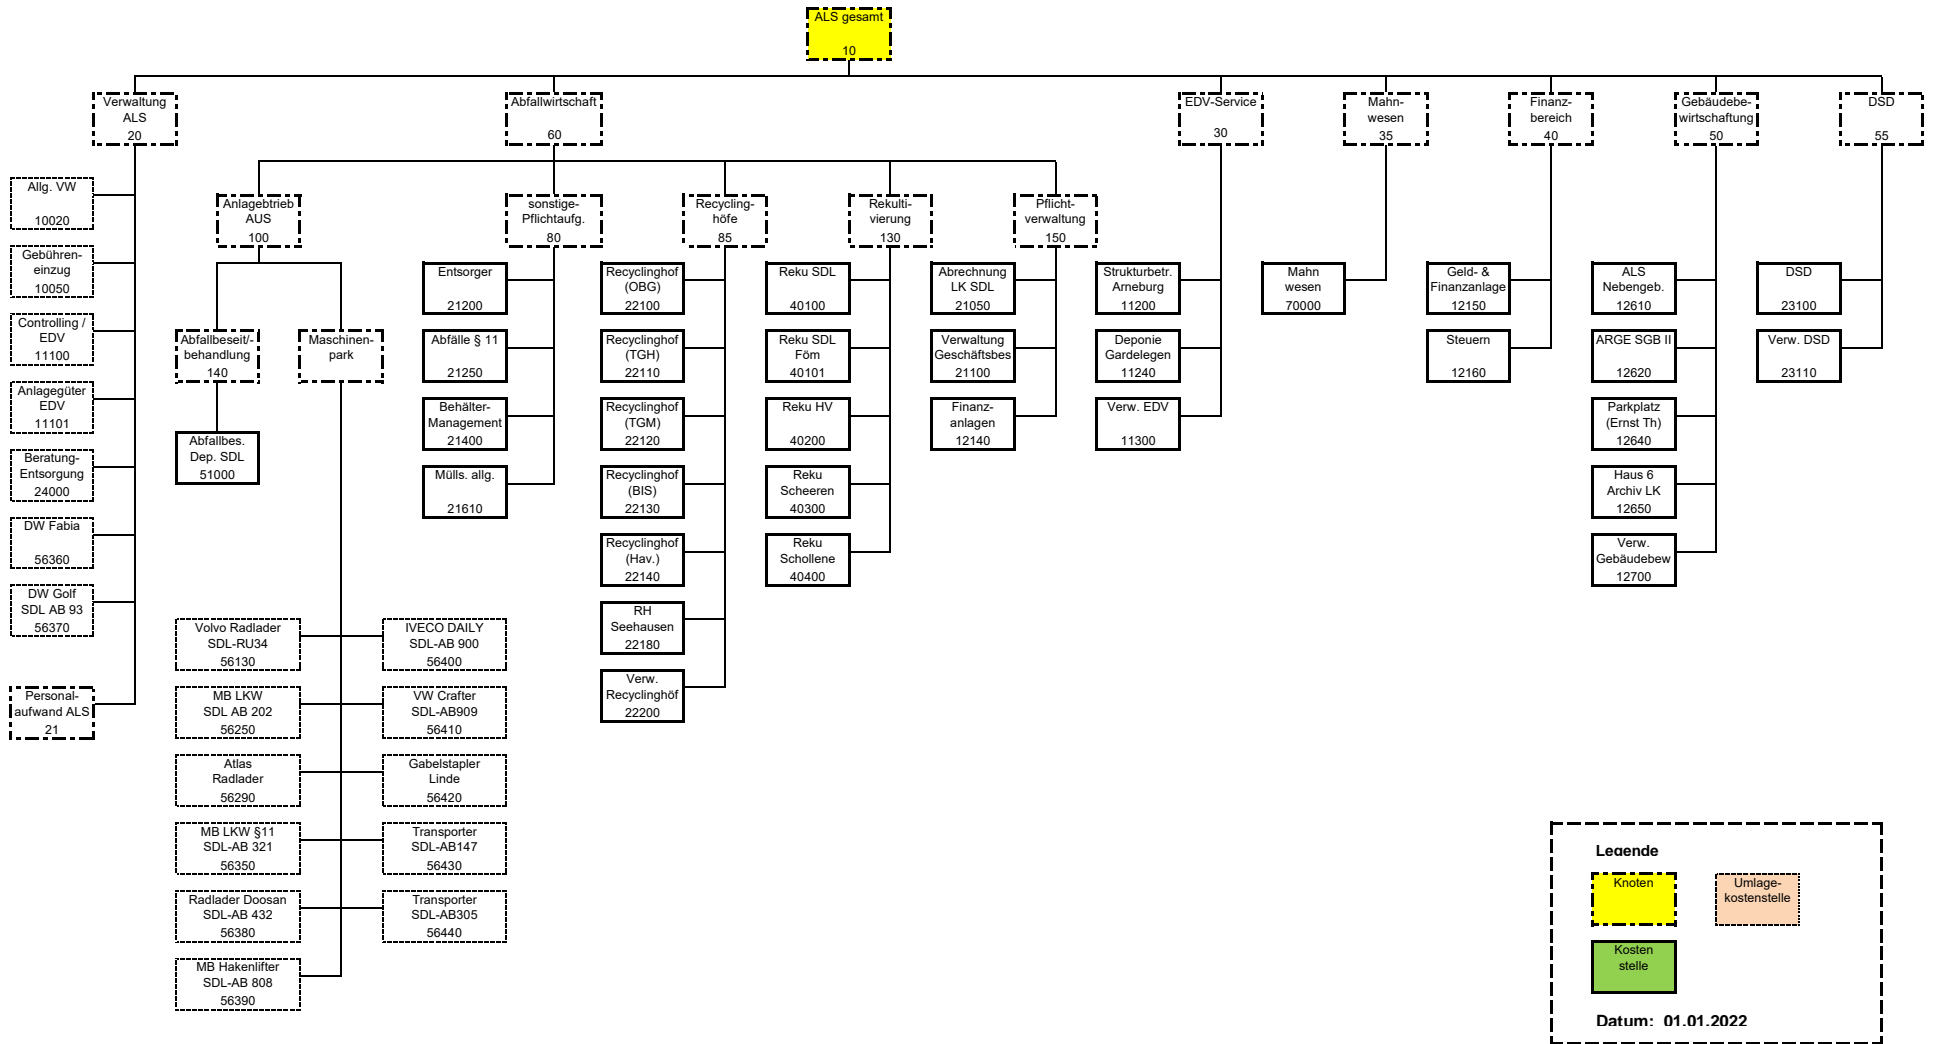 ALS gesamt
10
Verwaltung
ALS
20
Abfallwirtschaft
60
EDV-Service
30
Mahn-
wesen
35
Finanz-
bereich
40
Gebäudebe-
wirtschaftung
50
DSD
55
Allg. VW
10020
Gebühren-
einzug
10050
Controlling /
EDV
11100
Anlagegüter
EDV
11101
Beratung-
Entsorgung
24000
DW Fabia
56360
DW Golf
SDL AB 93
56370
Personal-
aufwand ALS
21
Anlagebtrieb
AUS
100
sonstige-
Pflichtaufg.
80
Recycling-
höfe
85
Rekulti-
vierung
130
Pflicht-
verwaltung
150
Abfallbeseit/-
behandlung
140
Maschinen-
park
Abfallbes.
Dep. SDL
51000
Volvo Radlader
SDL-RU34
56130
MB LKW
SDL AB 202
56250
Atlas
Radlader
56290
MB LKW §11
SDL-AB 321
56350
Radlader Doosan
SDL-AB 432
56380
MB Hakenlifter
SDL-AB 808
56390
IVECO DAILY
SDL-AB 900
56400
VW Crafter
SDL-AB909
56410
Gabelstapler
Linde
56420
Transporter
SDL-AB147
56430
Transporter
SDL-AB305
56440
Entsorger
21200
Abfälle § 11
21250
Behälter-
Management
21400
Mülls. allg.
21610
Recyclinghof
(OBG)
22100
Recyclinghof
(TGH)
22110
Recyclinghof
(TGM)
22120
Recyclinghof
(BIS)
22130
Recyclinghof
(Hav.)
22140
RH
Seehausen
22180
Verw.
Recyclinghöf
22200
Reku SDL
40100
Reku SDL
Föm
40101
Reku HV
40200
Reku
Scheeren
40300
Reku
Schollene
40400
Abrechnung
LK SDL
21050
Verwaltung
Geschäftsbes
21100
Finanz-
anlagen
12140
Strukturbetr.
Arneburg
11200
Deponie
Gardelegen
11240
Verw. EDV
11300
Mahn
wesen
70000
Geld- &
Finanzanlage
12150
Steuern
12160
ALS
Nebengeb.
12610
ARGE SGB II
12620
Parkplatz
(Ernst Th)
12640
Haus 6
Archiv LK
12650
Verw.
Gebäudebew
12700
DSD
23100
Verw. DSD
23110
Legende
Knoten
Umlage-
kostenstelle
Kosten
stelle
Datum: 01.01.2022